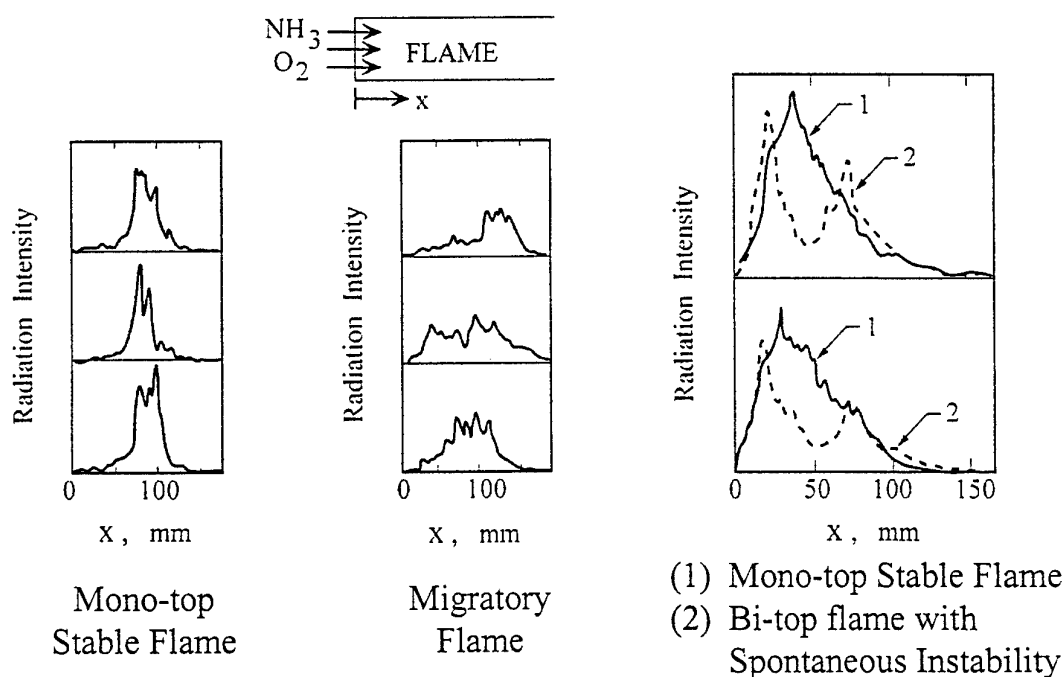 NH3
O2
FLAME
x
Radiation Intensity
0 100
x , mm
Mono-top
Stable Flame
Radiation Intensity
0 100
x , mm
Migratory
Flame
Radiation Intensity
1
2
1
2
0 50 100 150
x , mm
(1) Mono-top Stable Flame
(2) Bi-top flame with
Spontaneous Instability